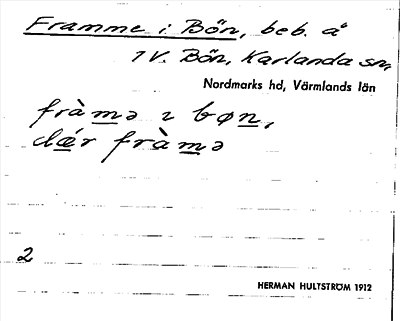 Framme i Bön, beb. å
1 V. Bön, Karlanda sn,
Nordmarks hd, Värmlands län
fràmə ɩ bøn,
dǽr fràmə
2
HERMAN HULTSTRÖM 1912